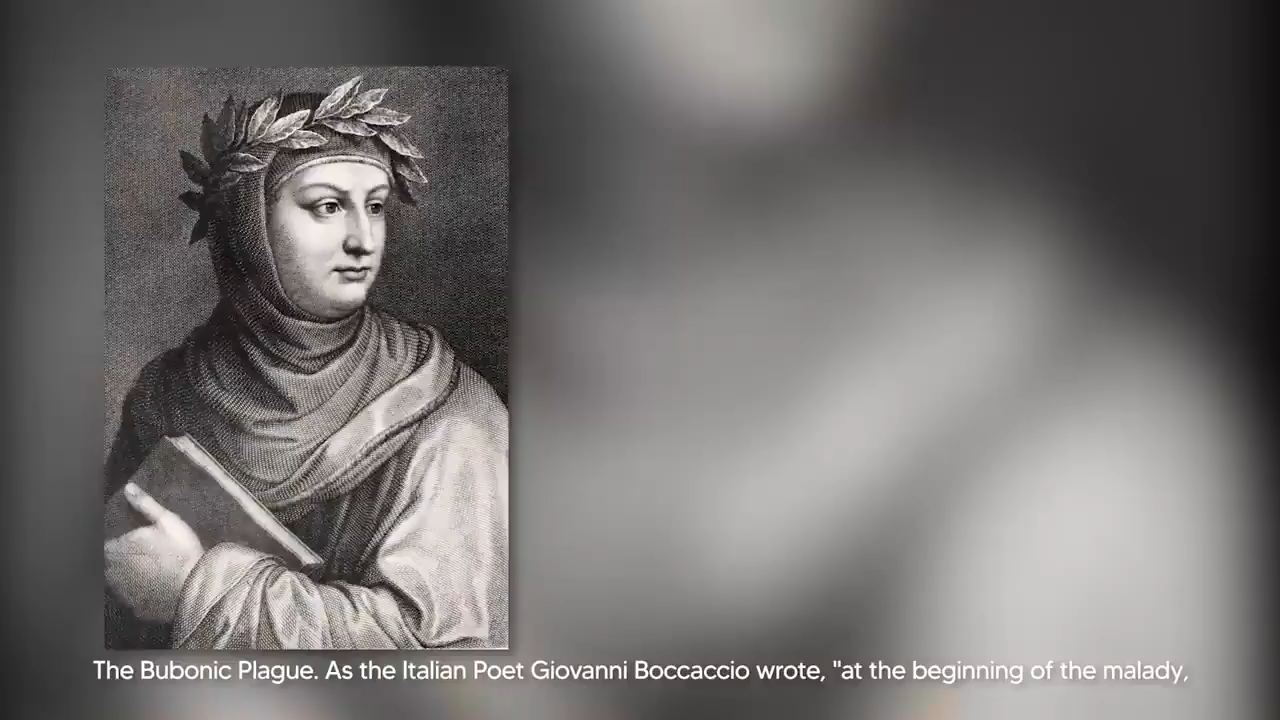 The Bubonic Plague. As the Italian Poet Giovanni Boccaccio wrote, "at the beginning of the malady,